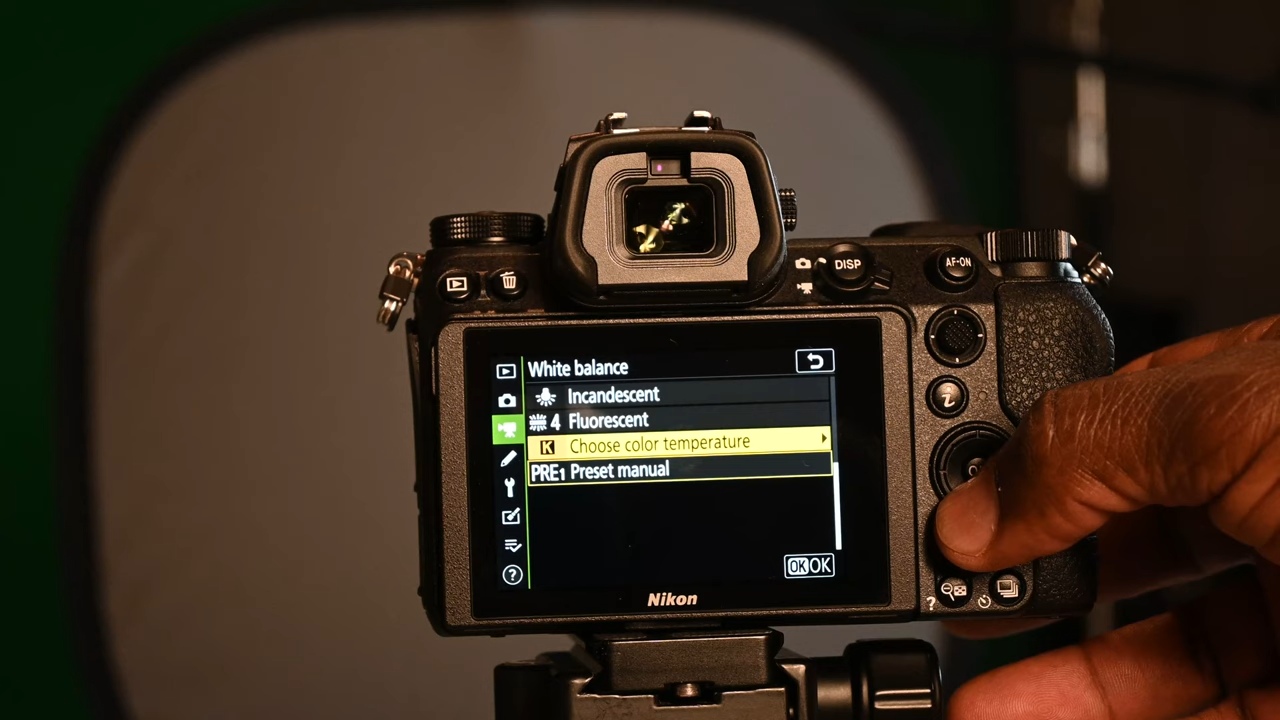 DISP
AF-ON
White balance
Incandescent
4 Fluorescent
K Choose color temperature
PRE1 Preset manual
i
OK OK
?
Nikon
?